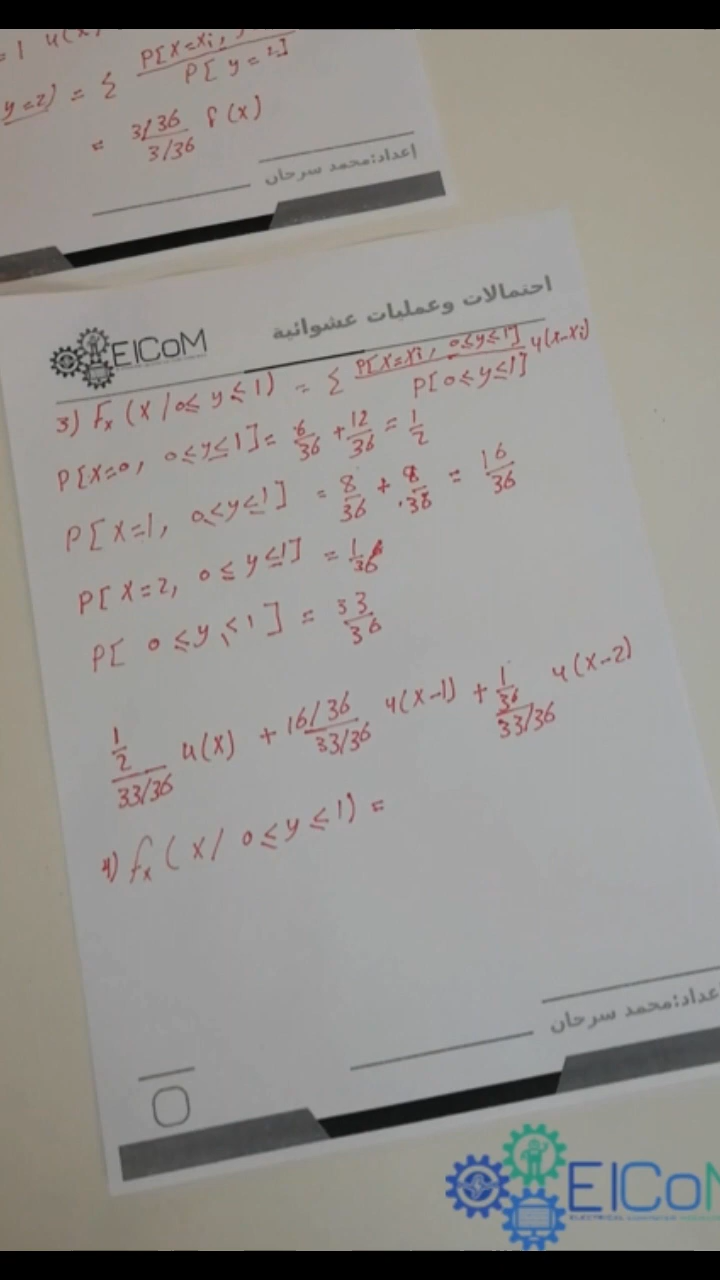 = 1 u(x)
P[X=xi,
y=2) = Σ
P[y=2]
= 3/36 / 3/36 f(x)
إعداد:محمد سرحان
EICoM
احتمالات وعمليات عشوائية
3) Fx (x/0≤ y ≤ 1) = Σ P[X=xi, 0≤y≤1] / P[0≤y≤1] u(x-xi)
P[X=0, 0≤y≤1] = 6/36 + 12/36 = 1/2
P[X=1, 0≤y≤1] = 8/36 + 8/36 = 16/36
P[X=2, 0≤y≤1] = 1/36
P[0≤y≤1] = 33/36
1/2 / 33/36 u(x) + 16/36 / 33/36 u(x-1) + 1/36 / 33/36 u(x-2)
4) fx (x/ 0≤y≤1) =
إعداد:محمد سرحان
EICoM